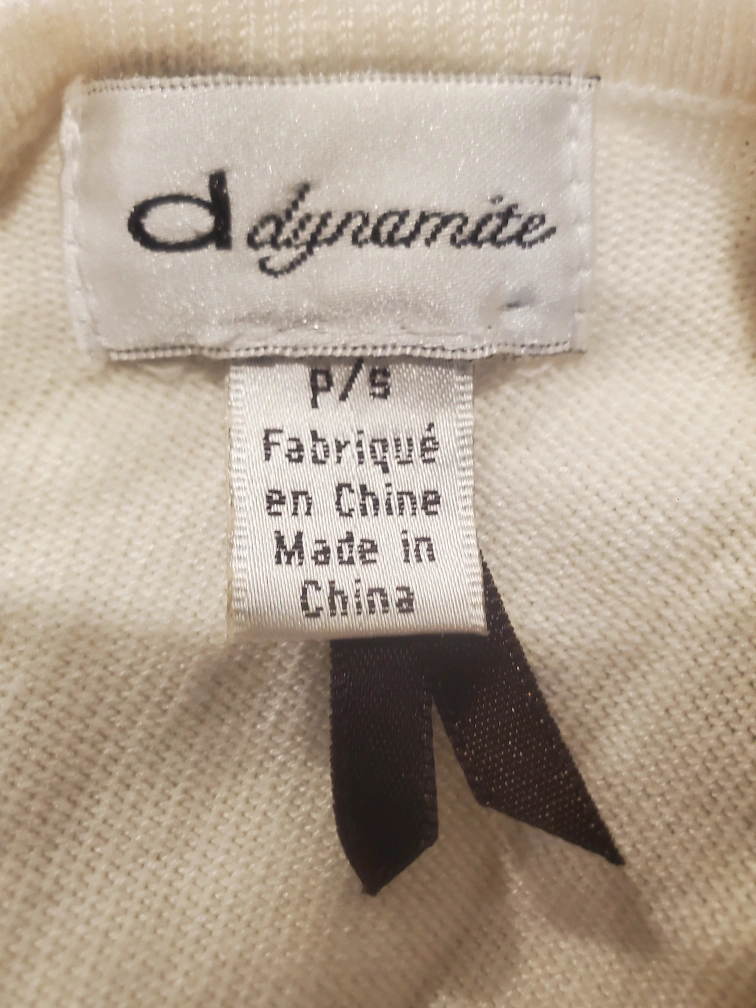 d dynamite
P/S
Fabriqué
en Chine
Made in
China